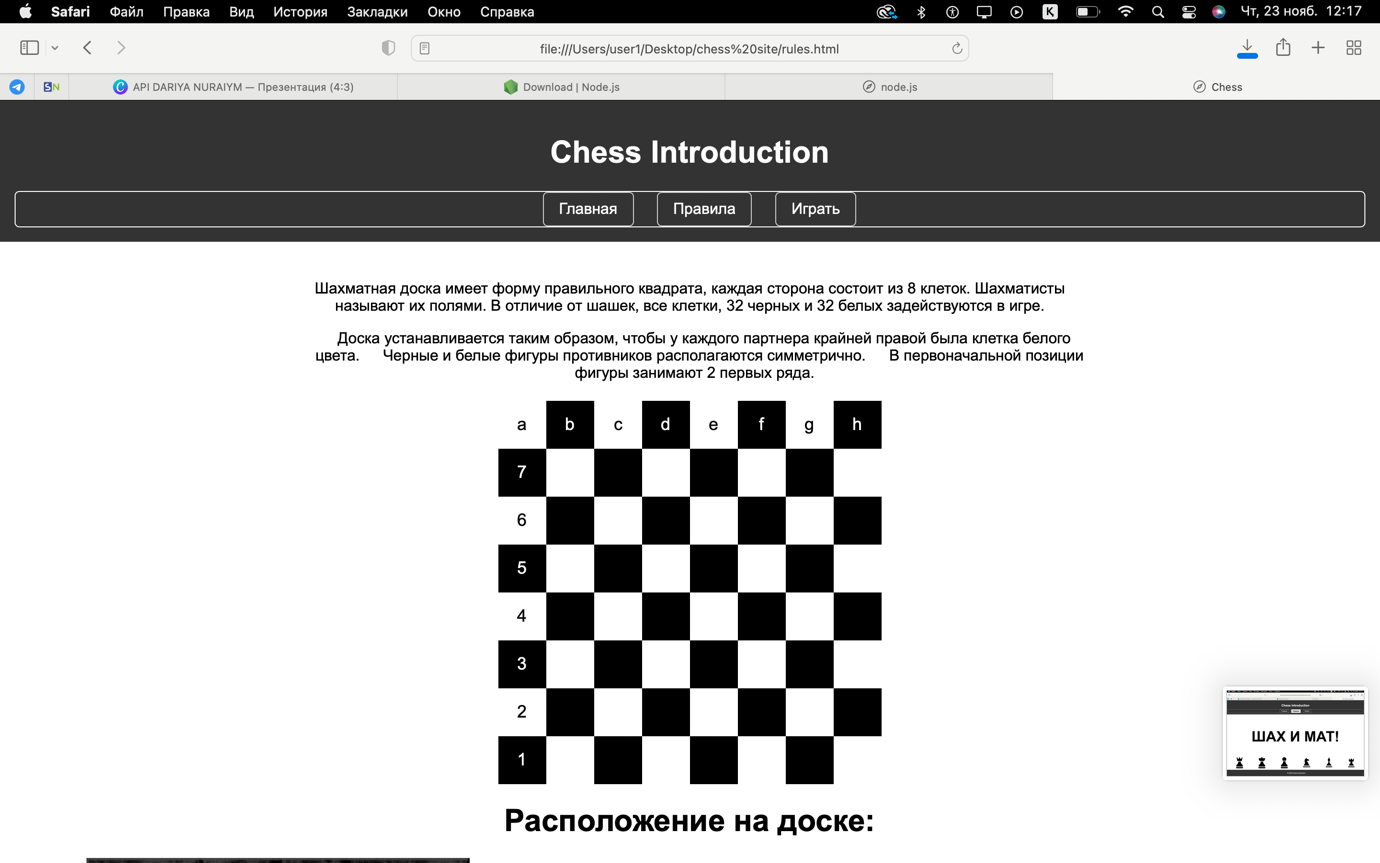 Safari Файл Правка Вид История Закладки Окно Справка K Чт, 23 нояб. 12:17
file:///Users/user1/Desktop/chess%20site/rules.html
SN API DARIYA NURAIYM — Презентация (4:3) Download | Node.js node.js Chess
Chess Introduction
Главная Правила Играть
Шахматная доска имеет форму правильного квадрата, каждая сторона состоит из 8 клеток. Шахматисты
называют их полями. В отличие от шашек, все клетки, 32 черных и 32 белых задействуются в игре.
Доска устанавливается таким образом, чтобы у каждого партнера крайней правой была клетка белого
цвета. Черные и белые фигуры противников располагаются симметрично. В первоначальной позиции
фигуры занимают 2 первых ряда.
a b c d e f g h
7
6
5
4
3
2
1
Chess Introduction
ШАХ И МАТ!
Расположение на доске: